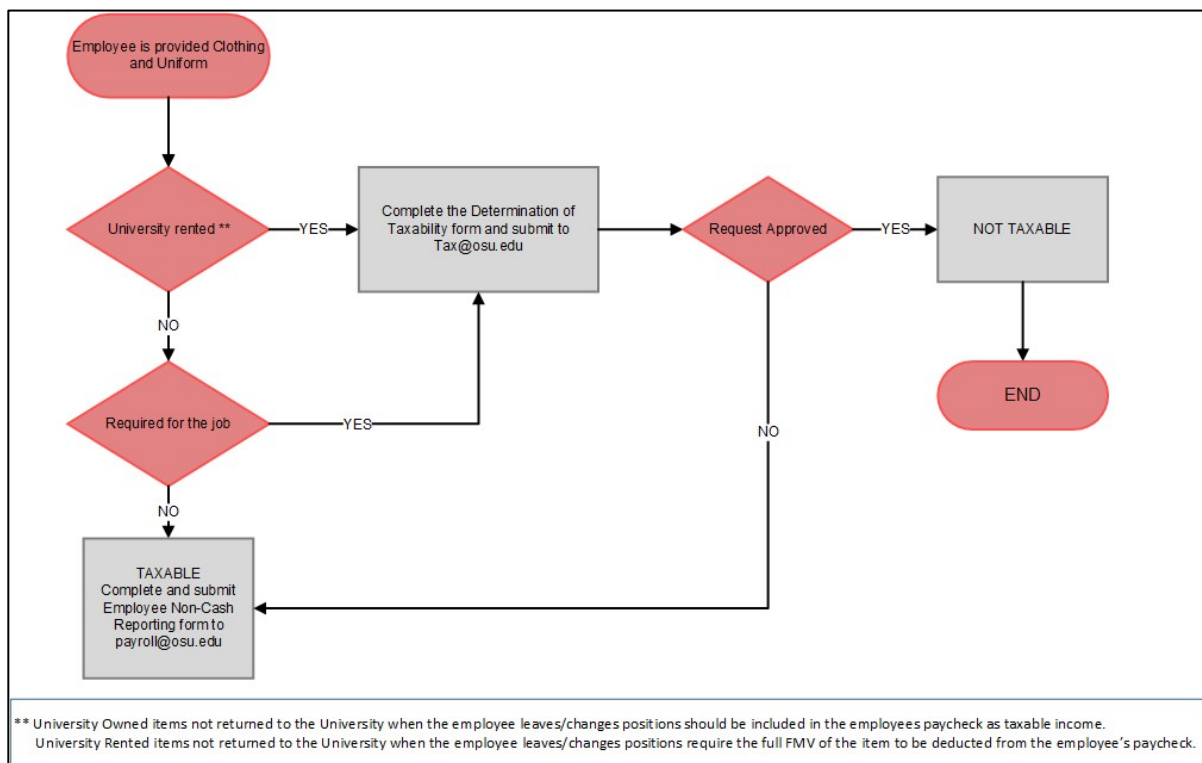 Employee is provided Clothing
and Uniform
University rented **
YES
Complete the Determination of
Taxability form and submit to
Tax@osu.edu
Request Approved
YES
NOT TAXABLE
NO
END
Required for the job
YES
NO
NO
TAXABLE
Complete and submit
Employee Non-Cash
Reporting form to
payroll@osu.edu
** University Owned items not returned to the University when the employee leaves/changes positions should be included in the employees paycheck as taxable income.
University Rented items not returned to the University when the employee leaves/changes positions require the full FMV of the item to be deducted from the employee's paycheck.